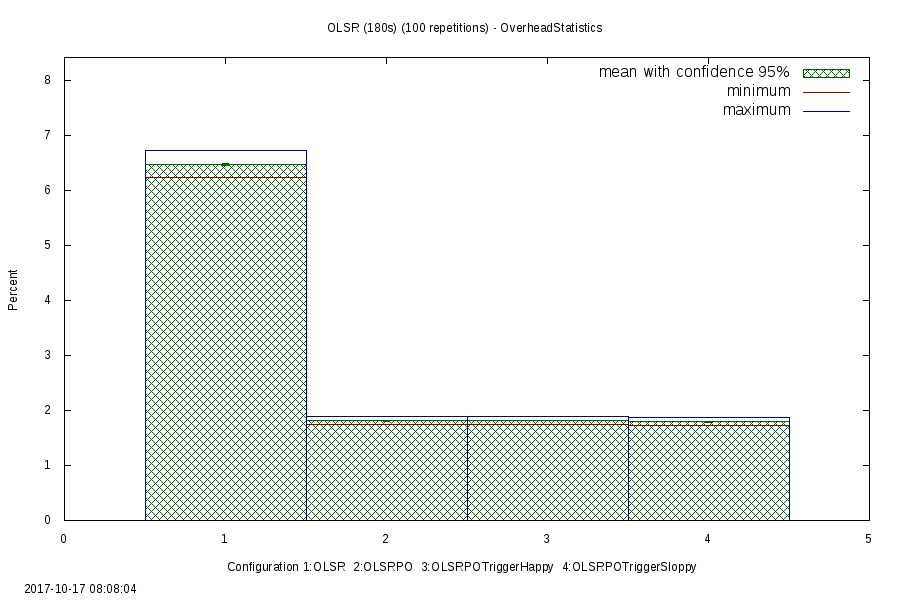 OLSR (180s) (100 repetitions) - OverheadStatistics
mean with confidence 95%
minimum
maximum
8
7
6
5
4
3
2
1
0
Percent
0 1 2 3 4 5
Configuration 1:OLSR 2:OLSRPO 3:OLSRPOTriggerHappy 4:OLSRPOTriggerSloppy
2017-10-17 08:08:04